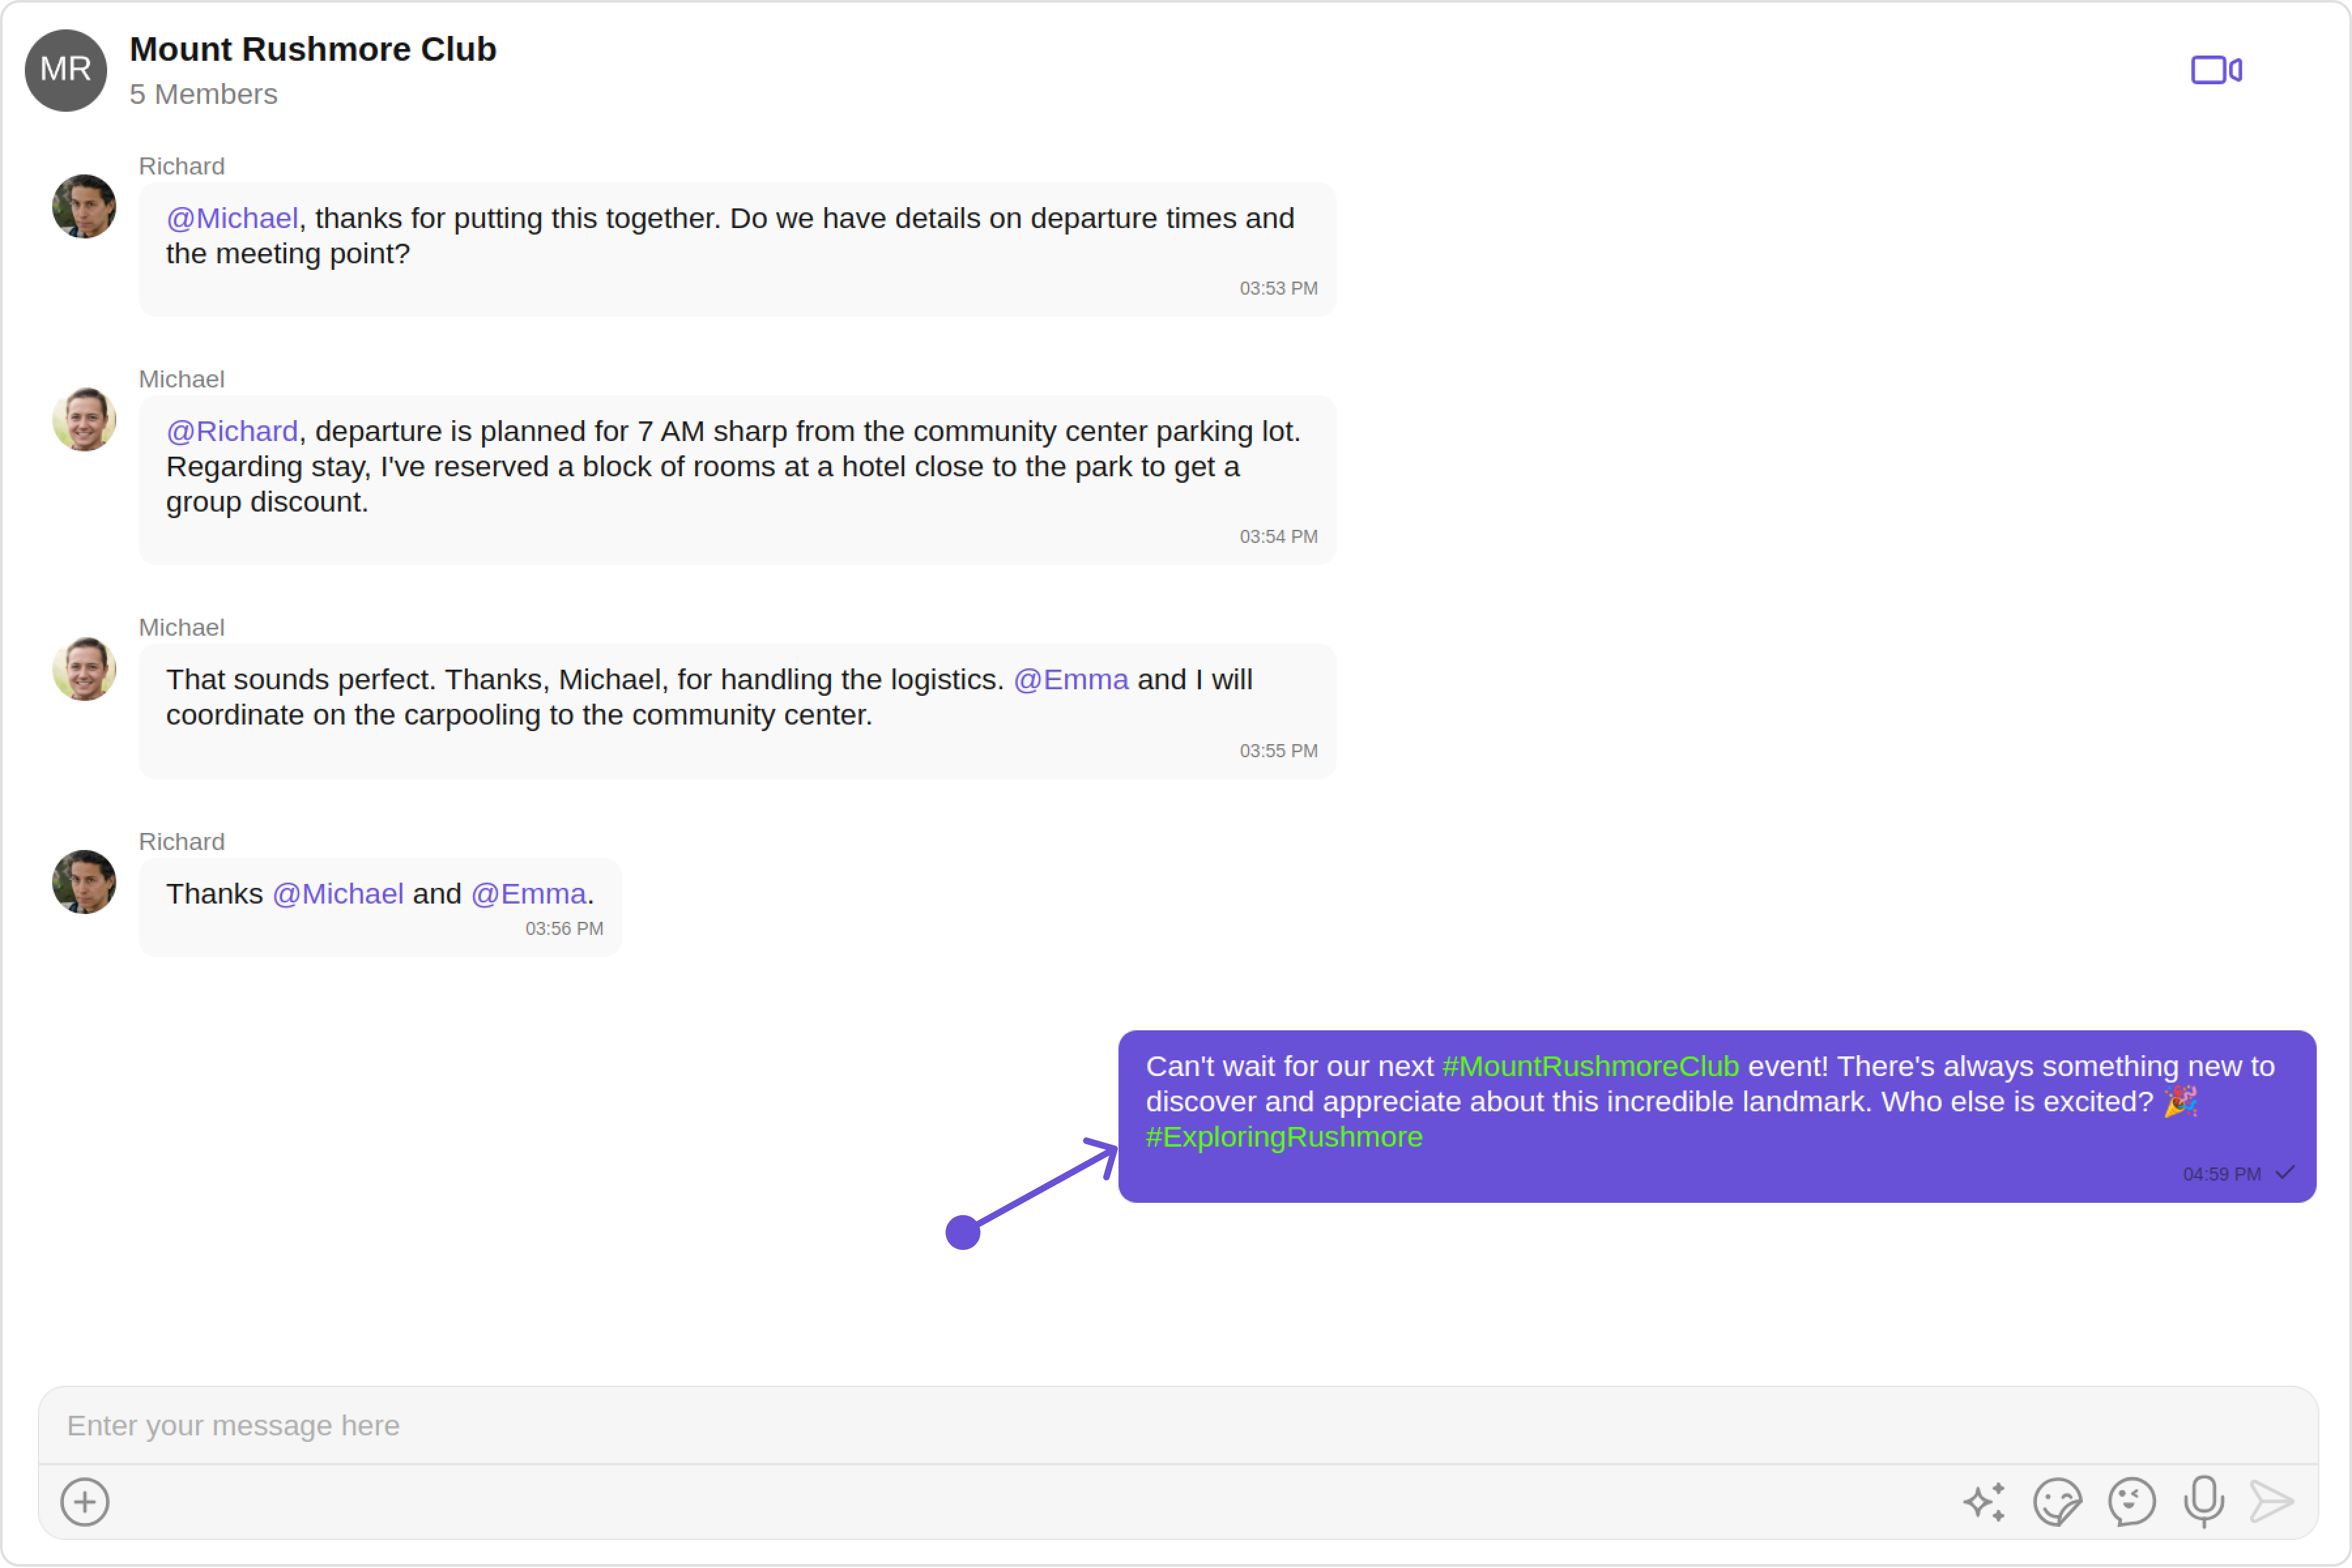 MR
Mount Rushmore Club
5 Members
Richard
@Michael, thanks for putting this together. Do we have details on departure times and
the meeting point?
03:53 PM
Michael
@Richard, departure is planned for 7 AM sharp from the community center parking lot.
Regarding stay, I've reserved a block of rooms at a hotel close to the park to get a
group discount.
03:54 PM
Michael
That sounds perfect. Thanks, Michael, for handling the logistics. @Emma and I will
coordinate on the carpooling to the community center.
03:55 PM
Richard
Thanks @Michael and @Emma.
03:56 PM
Can't wait for our next #MountRushmoreClub event! There's always something new to
discover and appreciate about this incredible landmark. Who else is excited? 🎉
#ExploringRushmore
04:59 PM
Enter your message here